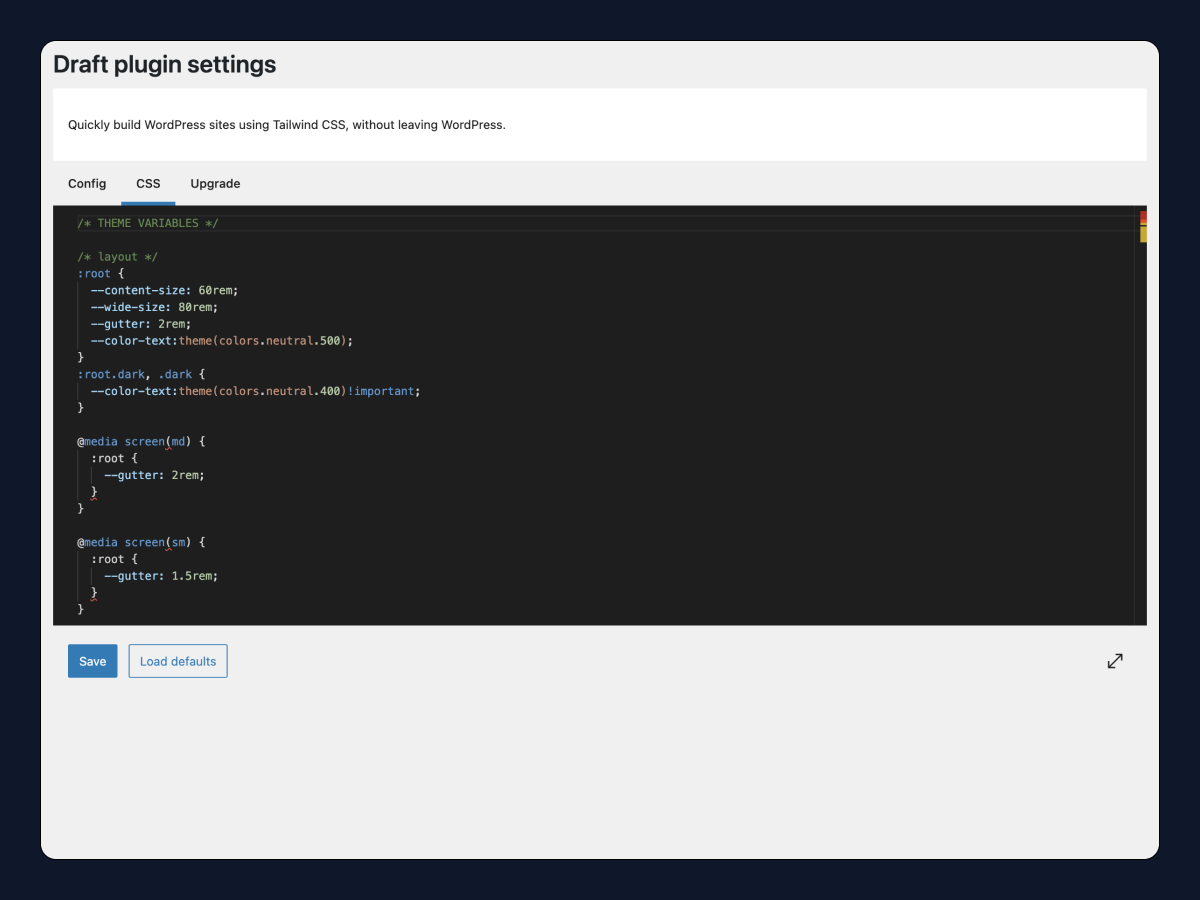 Draft plugin settings
Quickly build WordPress sites using Tailwind CSS, without leaving WordPress.
Config CSS Upgrade
/* THEME VARIABLES */
/* layout */
:root {
--content-size: 60rem;
--wide-size: 80rem;
--gutter: 2rem;
--color-text:theme(colors.neutral.500);
}
:root.dark, .dark {
--color-text:theme(colors.neutral.400)!important;
}
@media screen(md) {
:root {
--gutter: 2rem;
}
}
@media screen(sm) {
:root {
--gutter: 1.5rem;
}
}
Save Load defaults